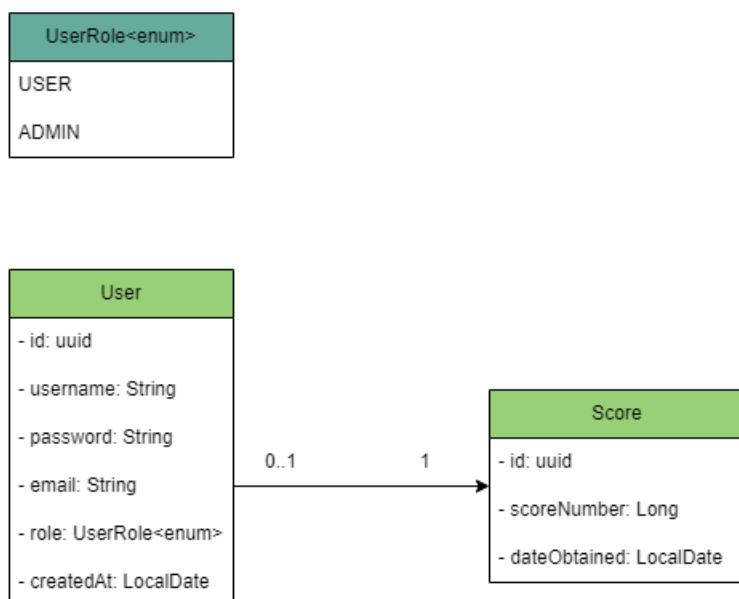 UserRole<enum>
USER
ADMIN
User
- id: uuid
- username: String
- password: String
- email: String
- role: UserRole<enum>
- createdAt: LocalDate
0..1
1
Score
- id: uuid
- scoreNumber: Long
- dateObtained: LocalDate